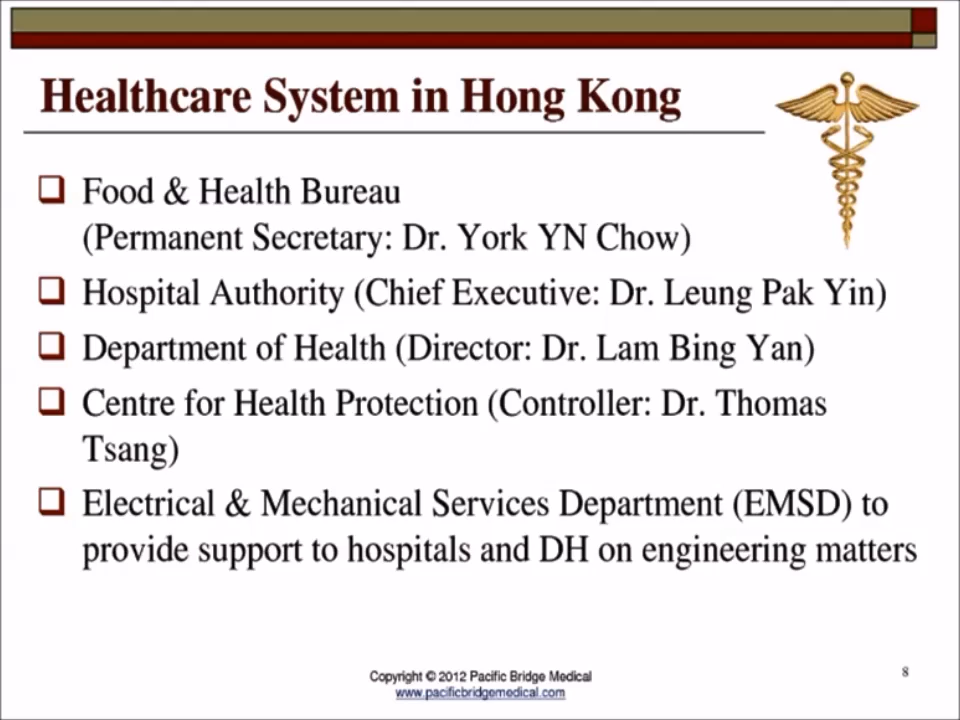 Healthcare System in Hong Kong
Food & Health Bureau
(Permanent Secretary: Dr. York YN Chow)
Hospital Authority (Chief Executive: Dr. Leung Pak Yin)
Department of Health (Director: Dr. Lam Bing Yan)
Centre for Health Protection (Controller: Dr. Thomas
Tsang)
Electrical & Mechanical Services Department (EMSD) to
provide support to hospitals and DH on engineering matters
Copyright © 2012 Pacific Bridge Medical
www.pacificbridgemedical.com
8